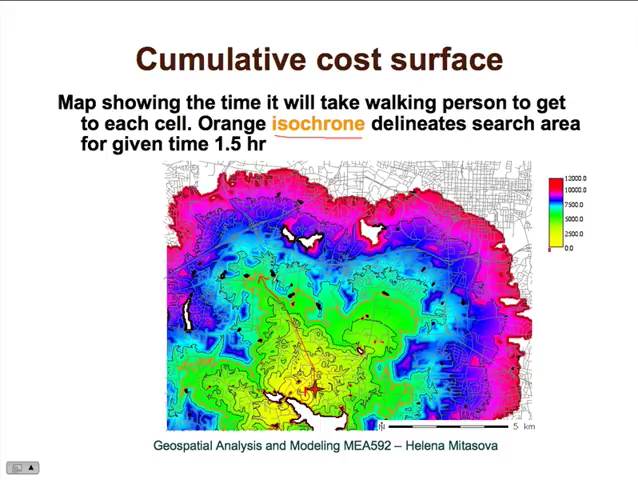 Cumulative cost surface
Map showing the time it will take walking person to get
to each cell. Orange isochrone delineates search area
for given time 1.5 hr
12000.0
10000.0
7500.0
5000.0
2500.0
0.0
N
5 km
Geospatial Analysis and Modeling MEA592 – Helena Mitasova